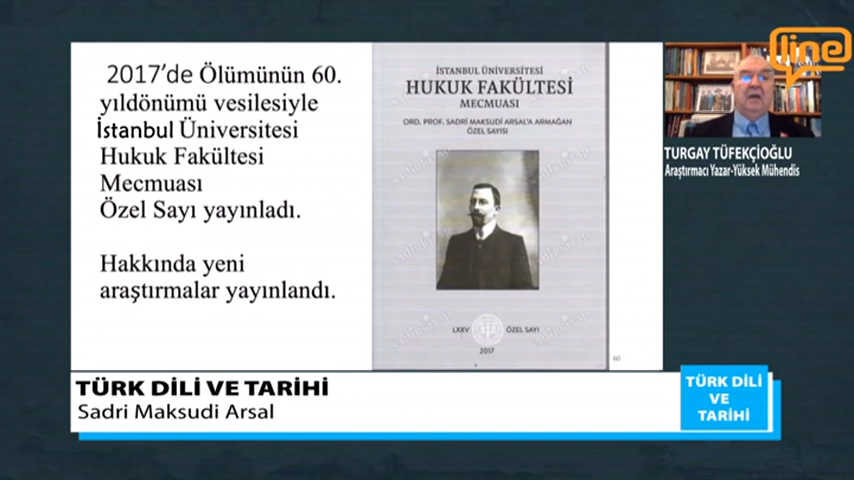 2017’de Ölümünün 60.
yıldönümü vesilesiyle
İstanbul Üniversitesi
Hukuk Fakültesi
Mecmuası
Özel Sayı yayınladı.
Hakkında yeni
araştırmalar yayınlandı.
İSTANBUL ÜNİVERSİTESİ
HUKUK FAKÜLTESİ
MECMUASI
ORD. PROF. SADRİ MAKSUDİ ARSAL'A ARMAĞAN
ÖZEL SAYISI
LXXV ÖZEL SAYI
2017
60
line
TURGAY TÜFEKÇİOĞLU
Araştırmacı Yazar-Yüksek Mühendis
TÜRK DİLİ VE TARİHİ
Sadri Maksudi Arsal
TÜRK DİLİ
VE
TARİHİ